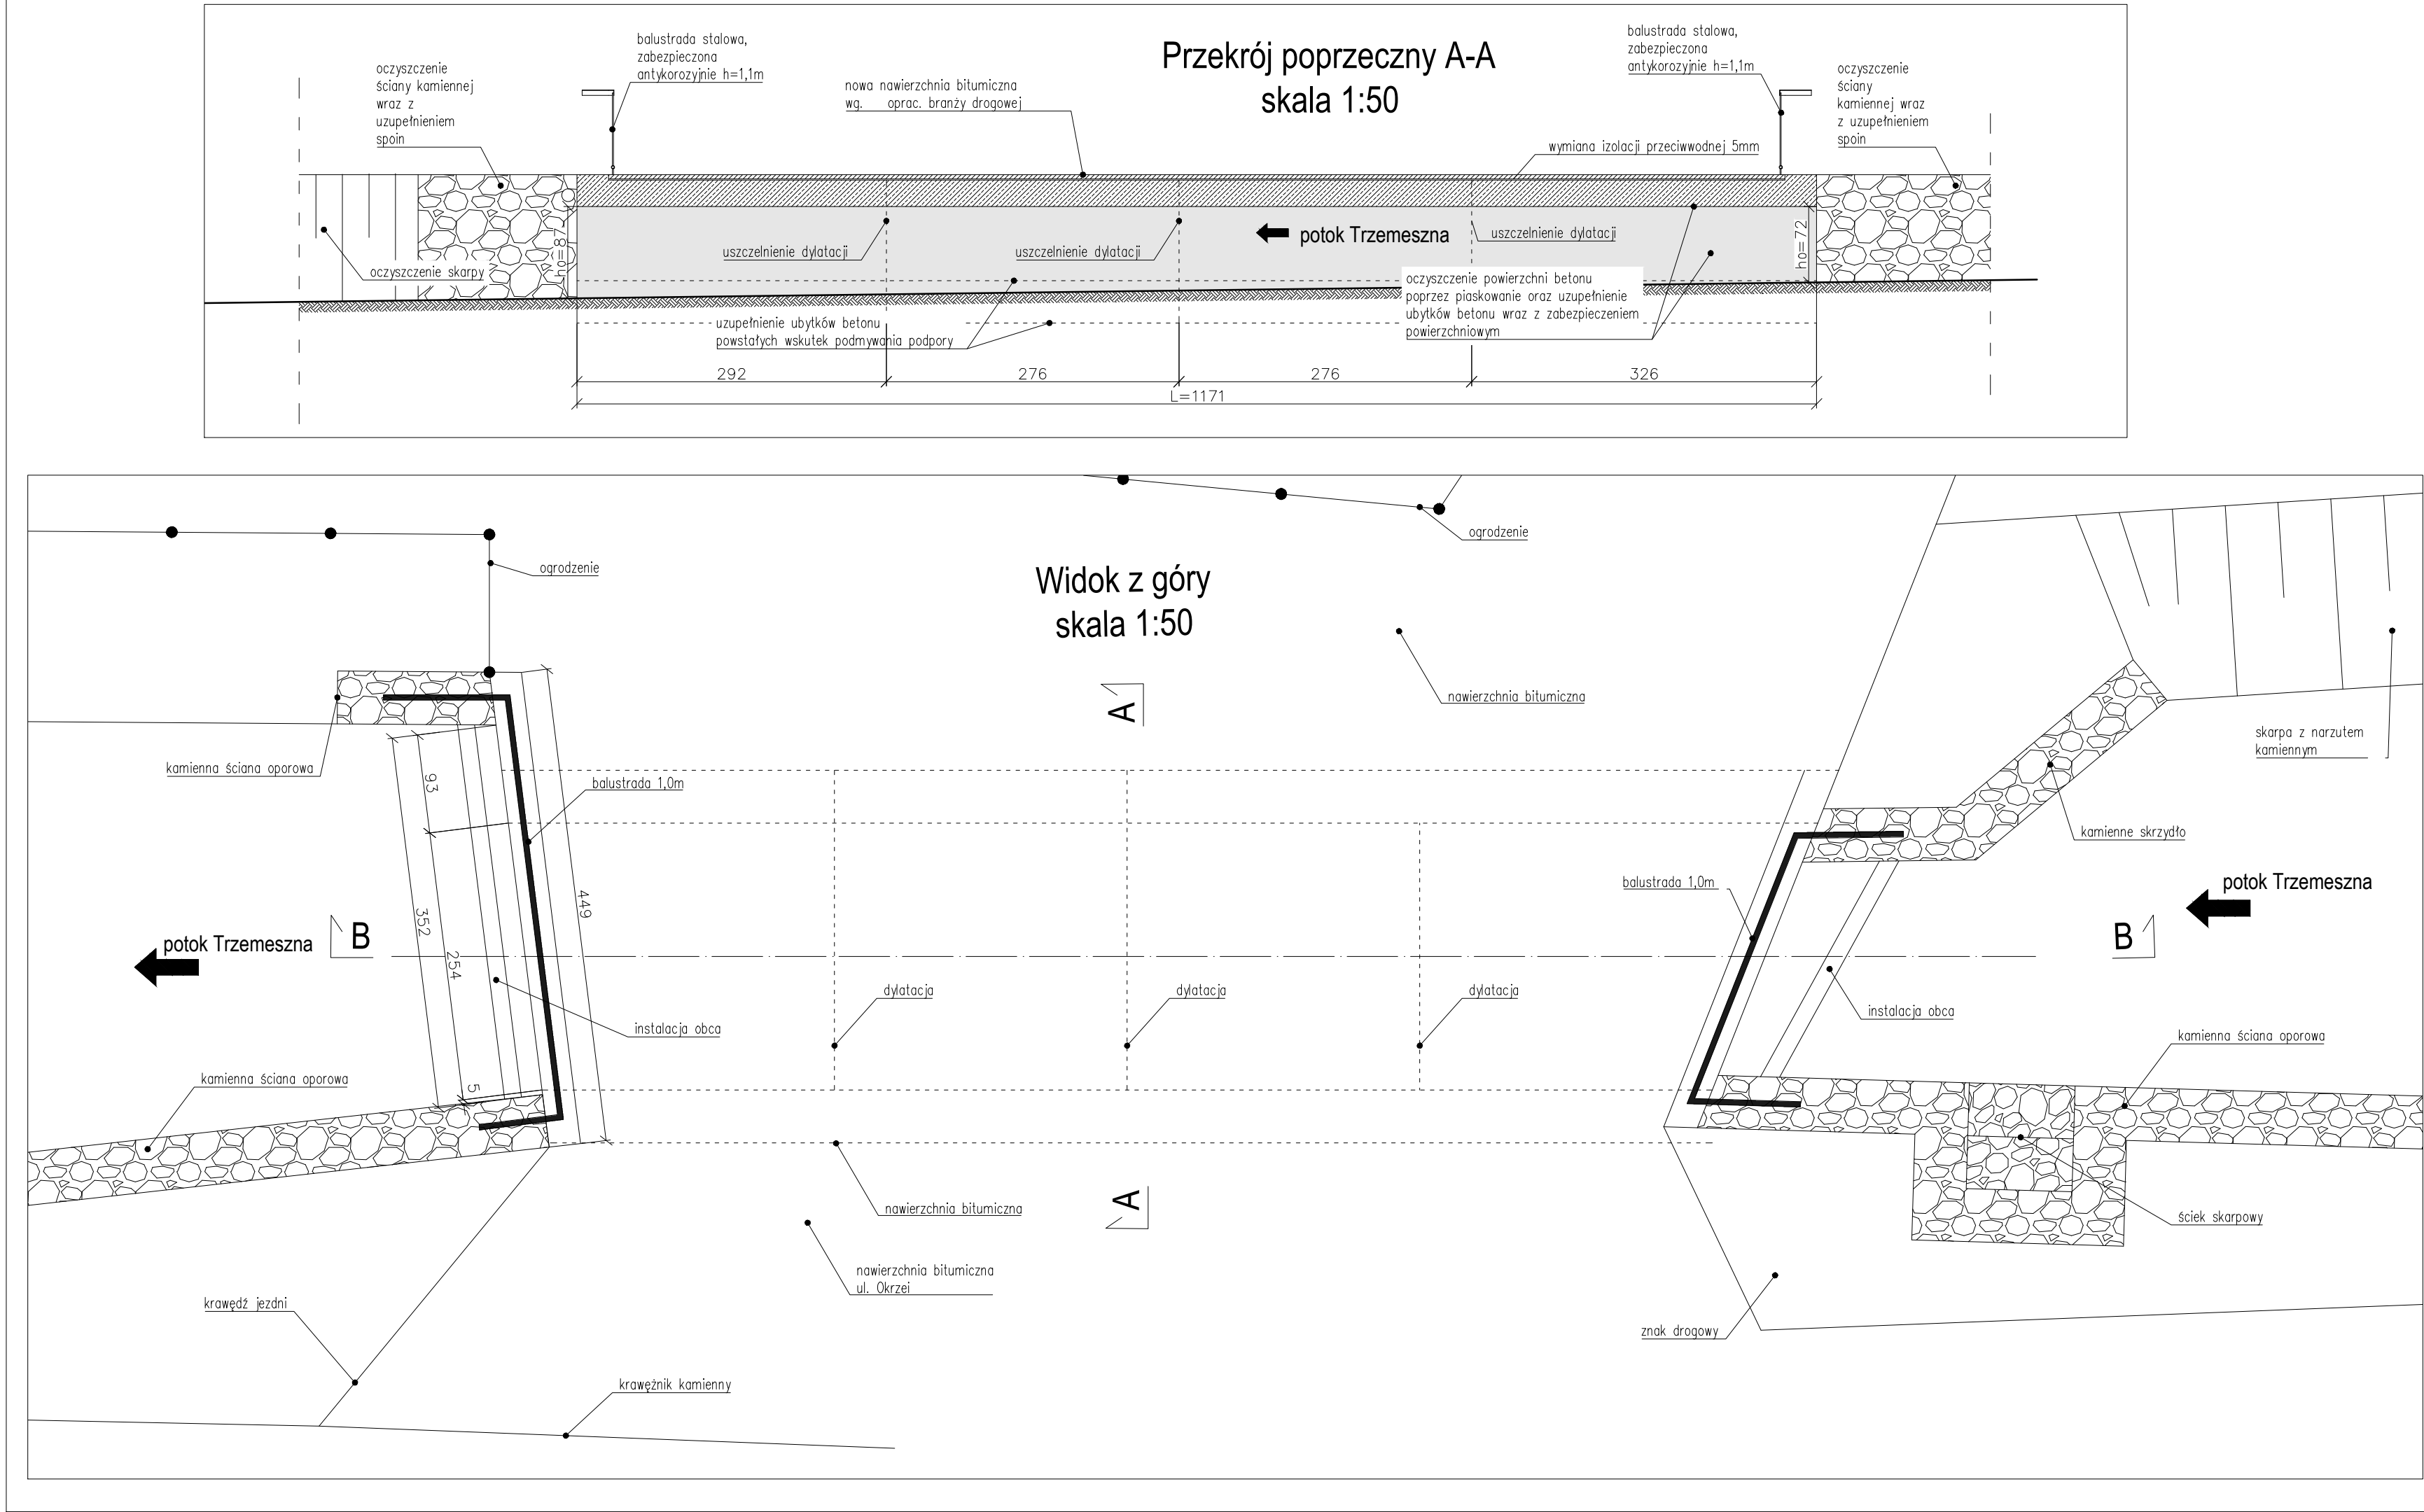 Przekrój poprzeczny A-A
skala 1:50
oczyszczenie
ściany kamiennej
wraz z
uzupełnieniem
spoin
balustrada stalowa,
zabezpieczona
antykorozyjnie h=1,1m
nowa nawierzchnia bitumiczna
wg. oprac. branży drogowej
balustrada stalowa,
zabezpieczona
antykorozyjnie h=1,1m
oczyszczenie
ściany
kamiennej wraz
z uzupełnieniem
spoin
wymiana izolacji przeciwwodnej 5mm
oczyszczenie skarpy
ho=87
uszczelnienie dylatacji
uszczelnienie dylatacji
potok Trzemeszna
uszczelnienie dylatacji
ho=72
oczyszczenie powierzchni betonu
poprzez piaskowanie oraz uzupełnienie
ubytków betonu wraz z zabezpieczeniem
powierzchniowym
uzupełnienie ubytków betonu
powstałych wskutek podmywania podpory
292
276
276
326
L=1171
ogrodzenie
ogrodzenie
Widok z góry
skala 1:50
A
nawierzchnia bitumiczna
skarpa z narzutem
kamiennym
kamienna ściana oporowa
93
balustrada 1,0m
kamienne skrzydło
balustrada 1,0m
potok Trzemeszna
449
352
254
B
potok Trzemeszna
B
dylatacja
dylatacja
dylatacja
instalacja obca
instalacja obca
kamienna ściana oporowa
kamienna ściana oporowa
5
A
nawierzchnia bitumiczna
ściek skarpowy
nawierzchnia bitumiczna
ul. Okrzei
krawędź jezdni
znak drogowy
krawężnik kamienny